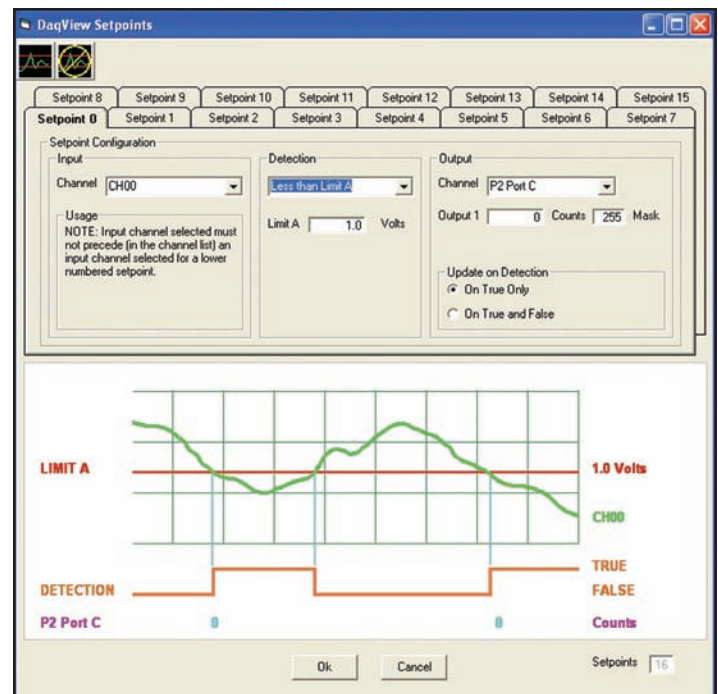 DaqView Setpoints
Setpoint 8 Setpoint 9 Setpoint 10 Setpoint 11 Setpoint 12 Setpoint 13 Setpoint 14 Setpoint 15
Setpoint 0 Setpoint 1 Setpoint 2 Setpoint 3 Setpoint 4 Setpoint 5 Setpoint 6 Setpoint 7
Setpoint Configuration
Input
Channel CH00
Usage
NOTE: Input channel selected must
not precede (in the channel list) an
input channel selected for a lower
numbered setpoint.
Detection
Less than Limit A
Limit A 1.0 Volts
Output
Channel P2 Port C
Output 1 0 Counts 255 Mask
Update on Detection
On True Only
On True and False
LIMIT A
1.0 Volts
CH00
TRUE
DETECTION
FALSE
P2 Port C 0 0 Counts
Ok Cancel
Setpoints 16